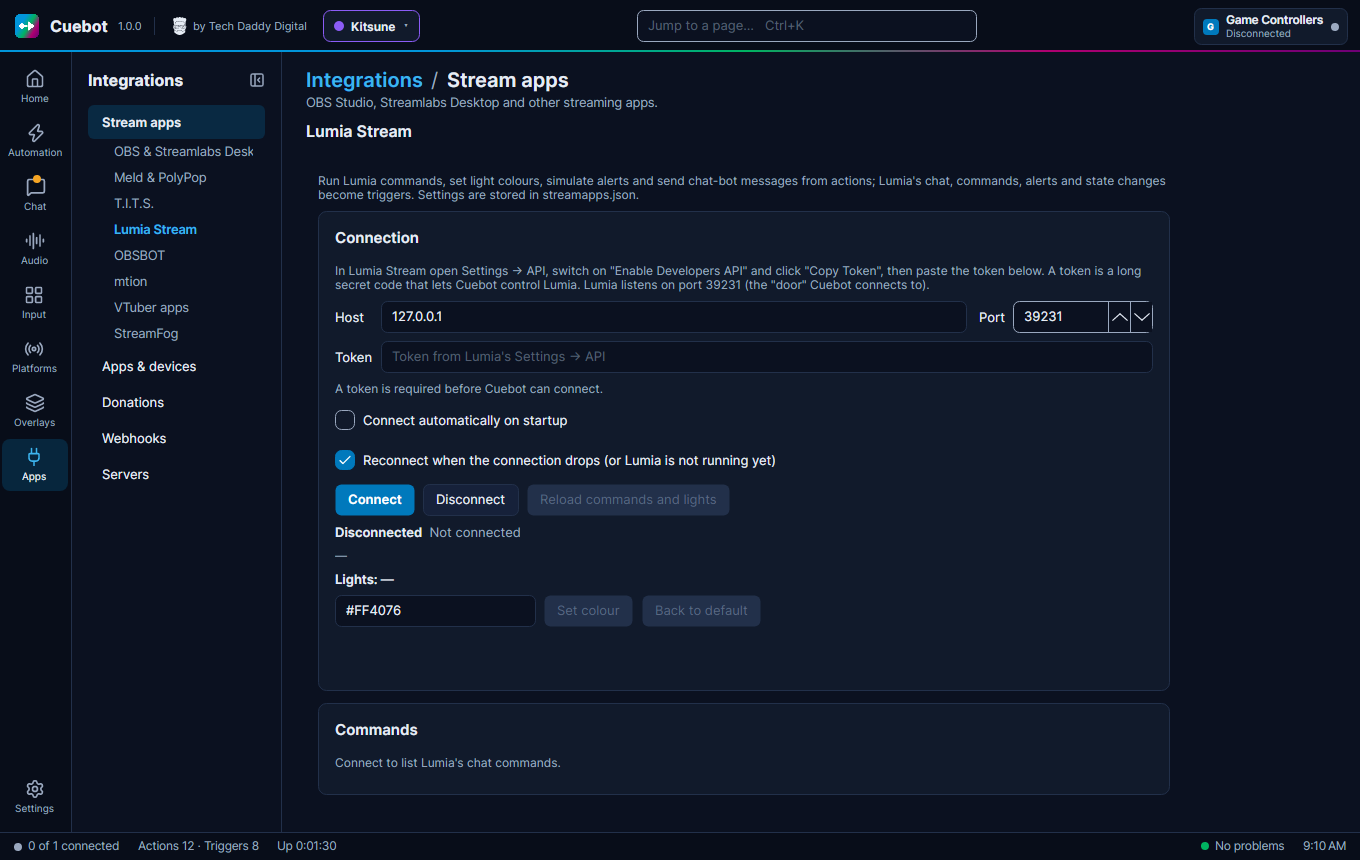 Cuebot 1.0.0 by Tech Daddy Digital Kitsune Jump to a page... Ctrl+K G Game Controllers
Disconnected
Home
Automation
Chat
Audio
Input
Platforms
Overlays
Apps
Settings
Integrations
Stream apps
OBS & Streamlabs Desk
Meld & PolyPop
T.I.T.S.
Lumia Stream
OBSBOT
mtion
VTuber apps
StreamFog
Apps & devices
Donations
Webhooks
Servers
Integrations / Stream apps
OBS Studio, Streamlabs Desktop and other streaming apps.
Lumia Stream
Run Lumia commands, set light colours, simulate alerts and send chat-bot messages from actions; Lumia's chat, commands, alerts and state changes
become triggers. Settings are stored in streamapps.json.
Connection
In Lumia Stream open Settings → API, switch on "Enable Developers API" and click "Copy Token", then paste the token below. A token is a long
secret code that lets Cuebot control Lumia. Lumia listens on port 39231 (the "door" Cuebot connects to).
Host 127.0.0.1 Port 39231
Token Token from Lumia's Settings → API
A token is required before Cuebot can connect.
Connect automatically on startup
Reconnect when the connection drops (or Lumia is not running yet)
Connect Disconnect Reload commands and lights
Disconnected Not connected
—
Lights: —
#FF4076 Set colour Back to default
Commands
Connect to list Lumia's chat commands.
0 of 1 connected Actions 12 · Triggers 8 Up 0:01:30 No problems 9:10 AM